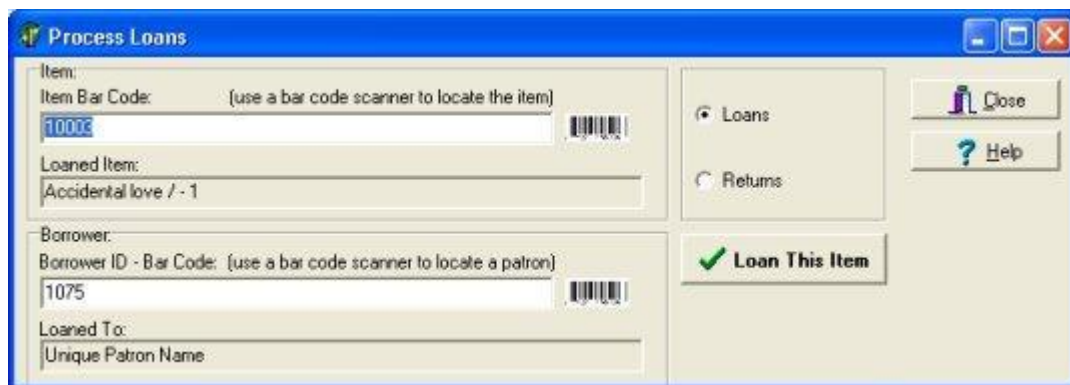 Process Loans
Item:
Item Bar Code: (use a bar code scanner to locate the item)
10003
Loaned Item:
Accidental love / - 1
Borrower:
Borrower ID - Bar Code: (use a bar code scanner to locate a patron)
1075
Loaned To:
Unique Patron Name
Loans
Returns
Loan This Item
Close
Help